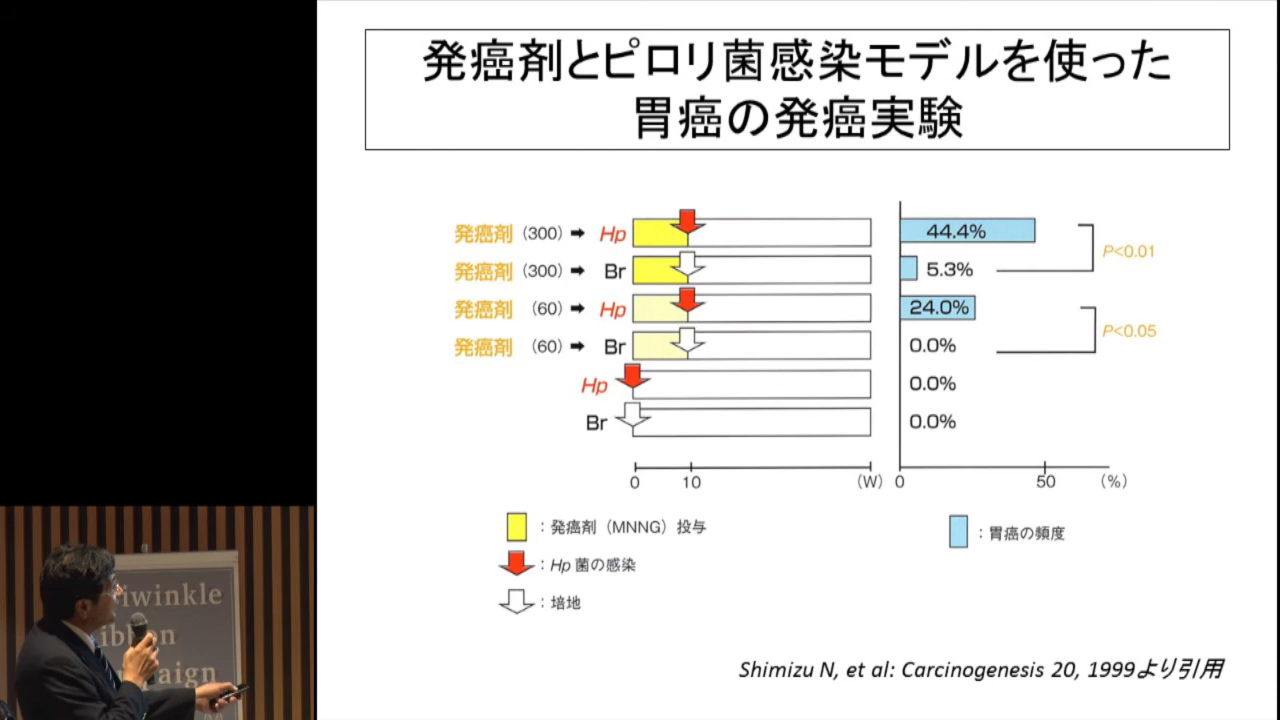 発癌剤とピロリ菌感染モデルを使った
胃癌の発癌実験
発癌剤 (300) ➡ Hp 44.4%
発癌剤 (300) ➡ Br 5.3%
P<0.01
発癌剤 (60) ➡ Hp 24.0%
発癌剤 (60) ➡ Br 0.0%
P<0.05
Hp 0.0%
Br 0.0%
0 10 (W) 0 50 (%)
：発癌剤（MNNG）投与
：Hp 菌の感染
：培地
：胃癌の頻度
Shimizu N, et al: Carcinogenesis 20, 1999より引用
iwinkle
ibb n
paign